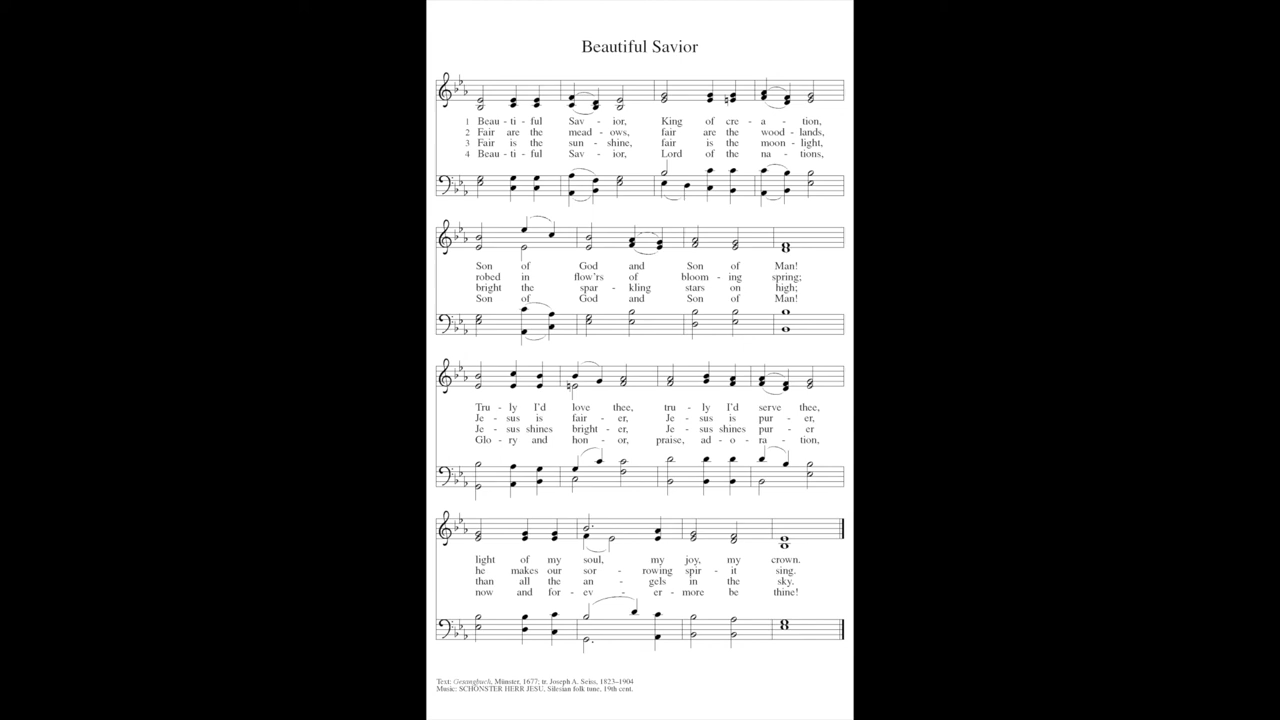 Beautiful Savior
1 Beau - ti - ful Sav - ior, King of cre - a - tion,
2 Fair are the mead - ows, fair are the wood - lands,
3 Fair is the sun - shine, fair is the moon - light,
4 Beau - ti - ful Sav - ior, Lord of the na - tions,
Son of God and Son of Man!
robed in flow'rs of bloom - ing spring;
bright the spar - kling stars on high;
Son of God and Son of Man!
Tru - ly I'd love thee, tru - ly I'd serve thee,
Je - sus is fair - er, Je - sus is pur - er,
Je - sus shines bright - er, Je - sus shines pur - er
Glo - ry and hon - or, praise, ad - o - ra - tion,
light of my soul, my joy, my crown.
he makes our sor - rowing spir - it sing.
than all the an - gels in the sky.
now and for - ev - er - more be thine!
Text: Gesangbuch, Münster, 1677; tr. Joseph A. Seiss, 1823–1904
Music: SCHÖNSTER HERR JESU, Silesian folk tune, 19th cent.